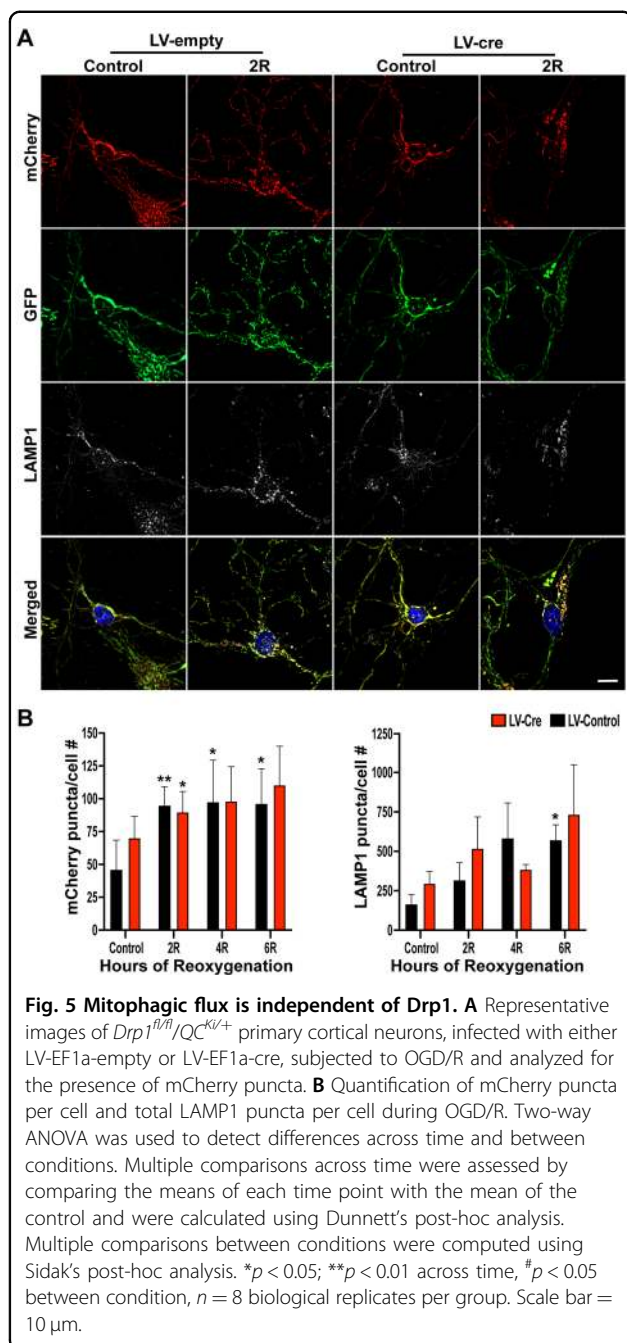 A
LV-empty LV-cre
Control 2R Control 2R
mCherry
GFP
LAMP1
Merged
B
LV-Cre LV-Control
mCherry puncta/cell #
150
125
100
75
50
25
0
** * * *
Control 2R 4R 6R
Hours of Reoxygenation
LAMP1 puncta/cell #
1250
1000
750
500
250
0
*
Control 2R 4R 6R
Hours of Reoxygenation
Fig. 5 Mitophagic flux is independent of Drp1. A Representative
images of Drp1fl/fl/QCKi/+ primary cortical neurons, infected with either
LV-EF1a-empty or LV-EF1a-cre, subjected to OGD/R and analyzed for
the presence of mCherry puncta. B Quantification of mCherry puncta
per cell and total LAMP1 puncta per cell during OGD/R. Two-way
ANOVA was used to detect differences across time and between
conditions. Multiple comparisons across time were assessed by
comparing the means of each time point with the mean of the
control and were calculated using Dunnett's post-hoc analysis.
Multiple comparisons between conditions were computed using
Sidak's post-hoc analysis. *p < 0.05; **p < 0.01 across time, #p < 0.05
between condition, n = 8 biological replicates per group. Scale bar =
10 µm.